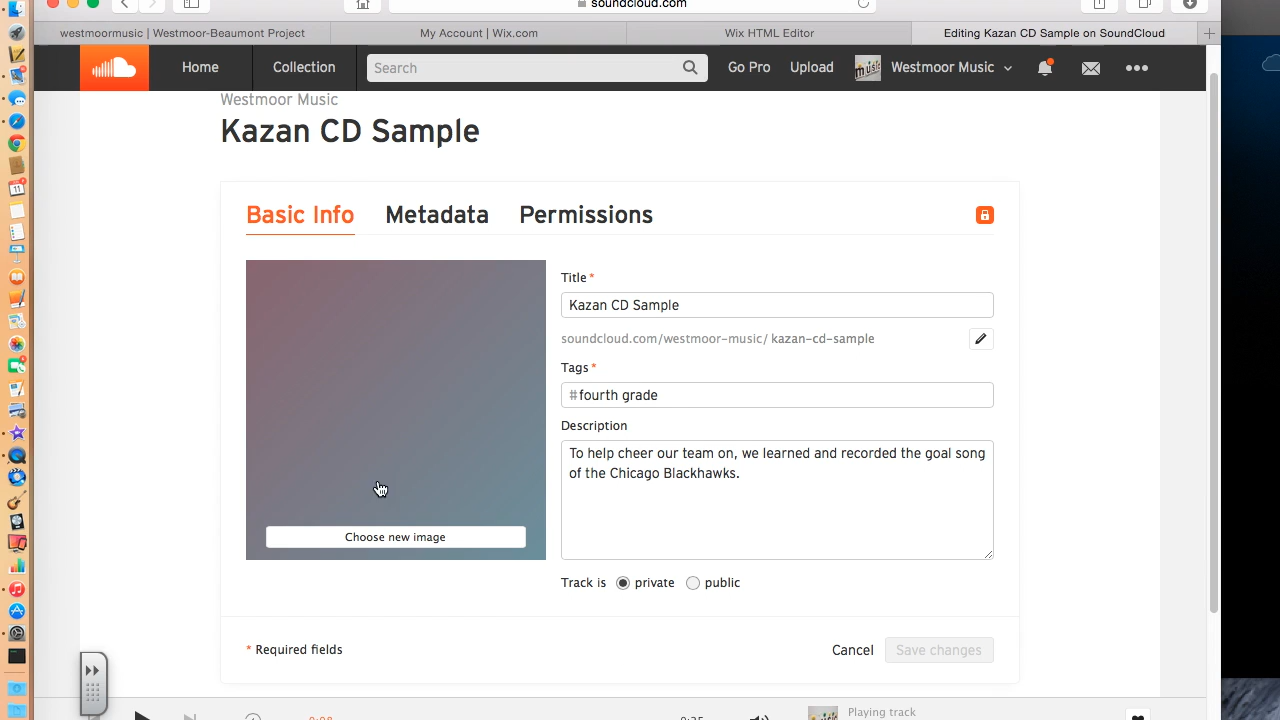 soundcloud.com
westmoormusic | Westmoor-Beaumont Project
My Account | Wix.com
Wix HTML Editor
Editing Kazan CD Sample on SoundCloud
Home
Collection
Search
Go Pro
Upload
Westmoor Music
Westmoor Music
Kazan CD Sample
Basic Info
Metadata
Permissions
Title *
Kazan CD Sample
soundcloud.com/westmoor-music/ kazan-cd-sample
Tags *
#fourth grade
Description
To help cheer our team on, we learned and recorded the goal song
of the Chicago Blackhawks.
Choose new image
Track is private public
* Required fields
Cancel
Save changes
0:08
0:35
Playing track